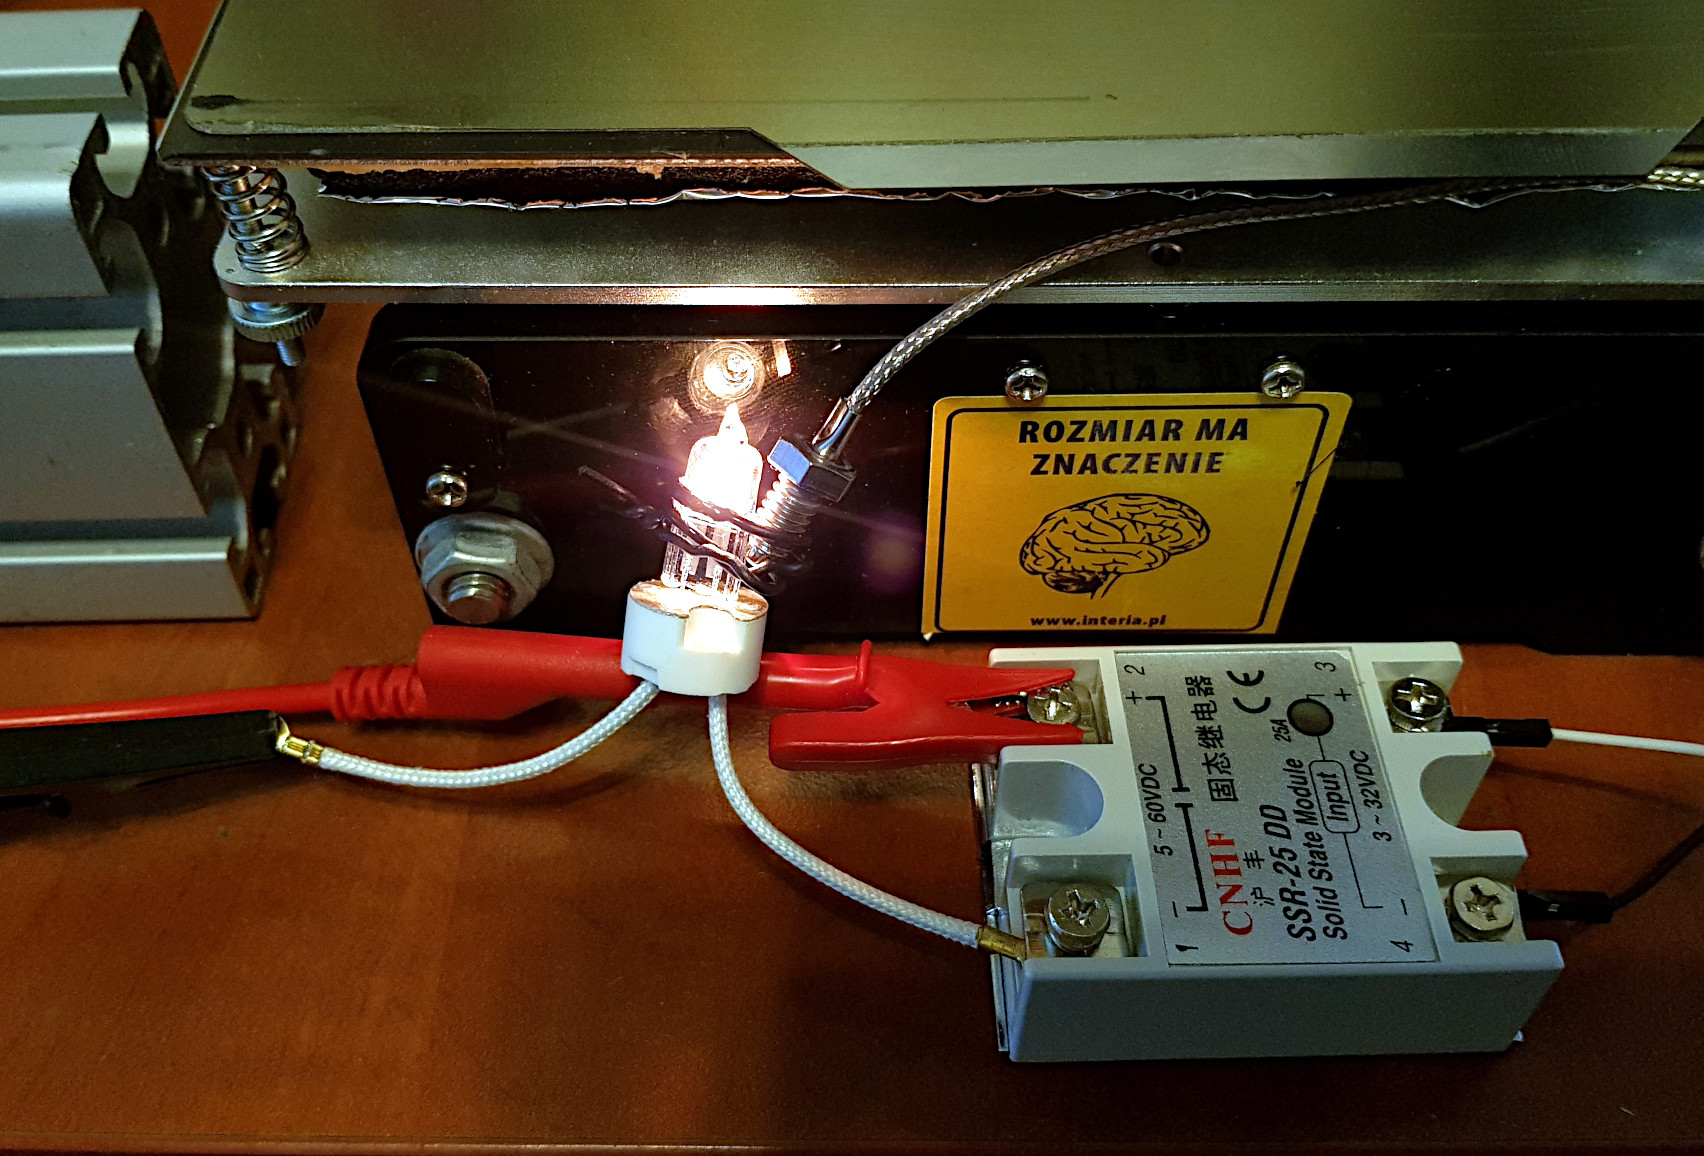 ROZMIAR MA
ZNACZENIE
www.interia.pl
2
+
5~60VDC
−
1
CNHF
沪丰
固态继电器
SSR-25 DD
25A
Solid State Module
CE
Input
3~32VDC
3
+
−
4